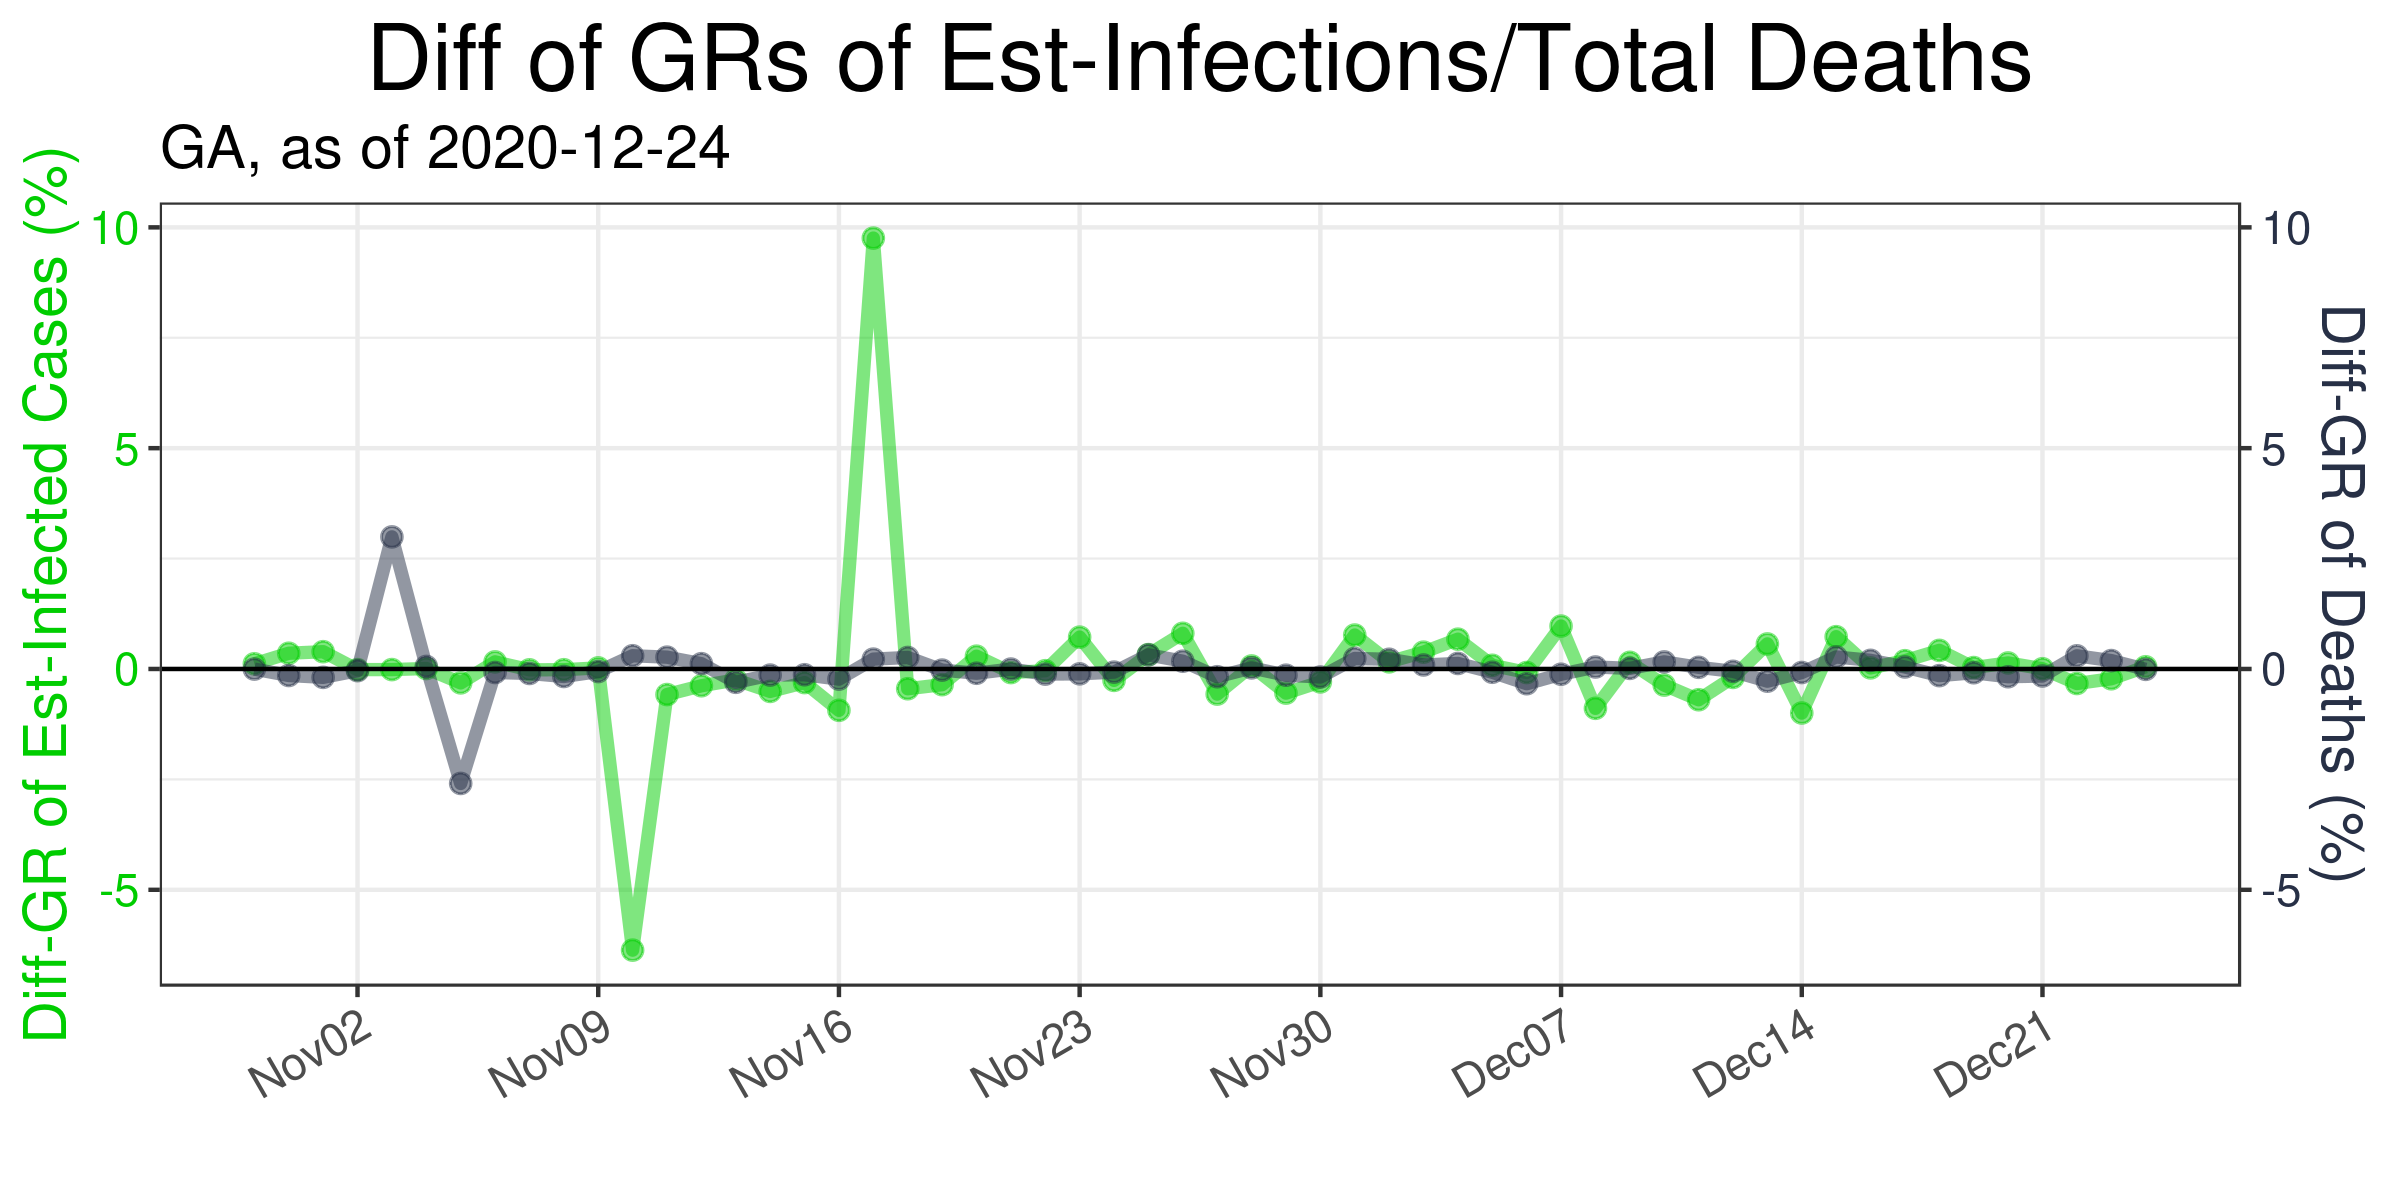 Diff of GRs of Est-Infections/Total Deaths
GA, as of 2020-12-24
Diff-GR of Est-Infected Cases (%)
10
5
0
-5
10
5
0
-5
Diff-GR of Deaths (%)
Nov02
Nov09
Nov16
Nov23
Nov30
Dec07
Dec14
Dec21